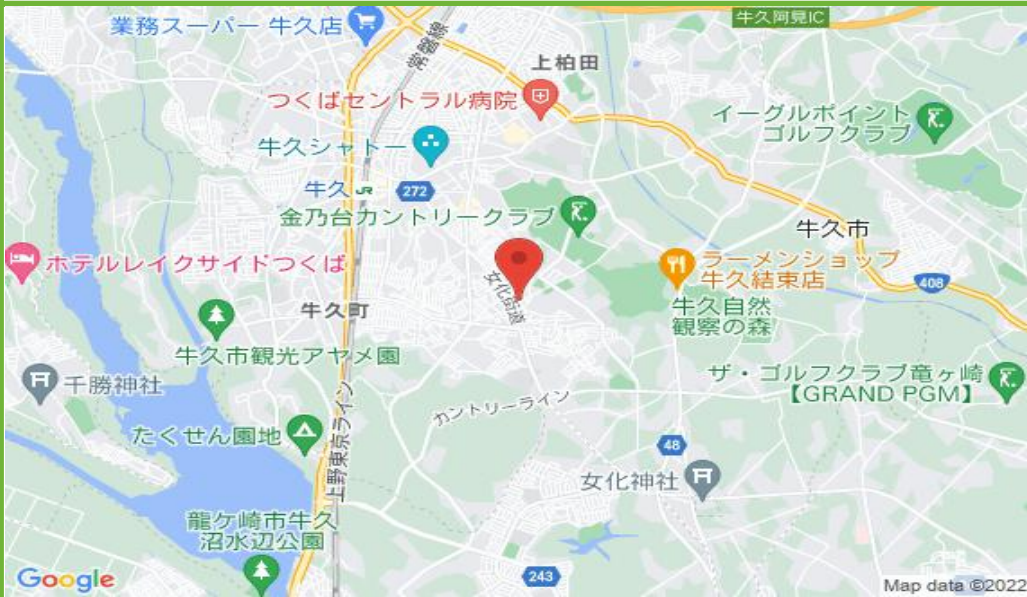 業務スーパー 牛久店
常磐線
牛久阿見IC
上柏田
つくばセントラル病院
イーグルポイント
ゴルフクラブ
牛久シャトー
牛久 JR
272
金乃台カントリークラブ
牛久市
ホテルレイクサイドつくば
ラーメンショップ
牛久結束店
408
女化街道
牛久町
牛久自然
観察の森
牛久市観光アヤメ園
千勝神社
ザ・ゴルフクラブ竜ヶ崎
【GRAND PGM】
カントリーライン
たくせん園地
上野東京ライン
48
女化神社
龍ケ崎市牛久
沼水辺公園
243
Google
Map data ©2022